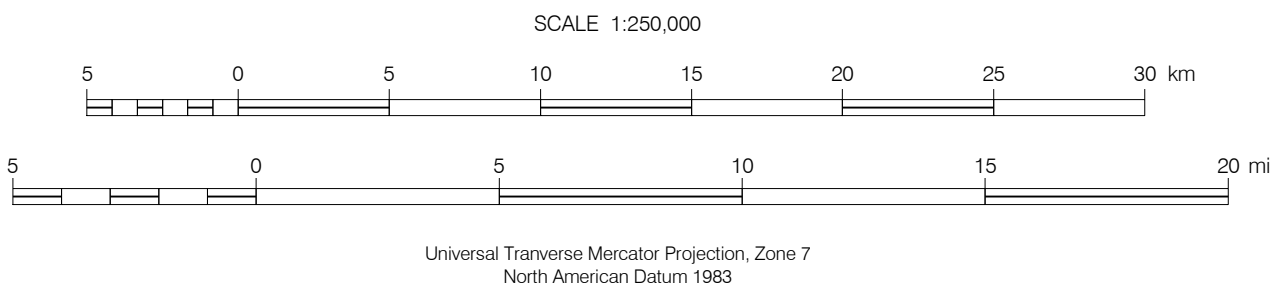 SCALE 1:250,000
5 0 5 10 15 20 25 30 km
5 0 5 10 15 20 mi
Universal Tranverse Mercator Projection, Zone 7
North American Datum 1983